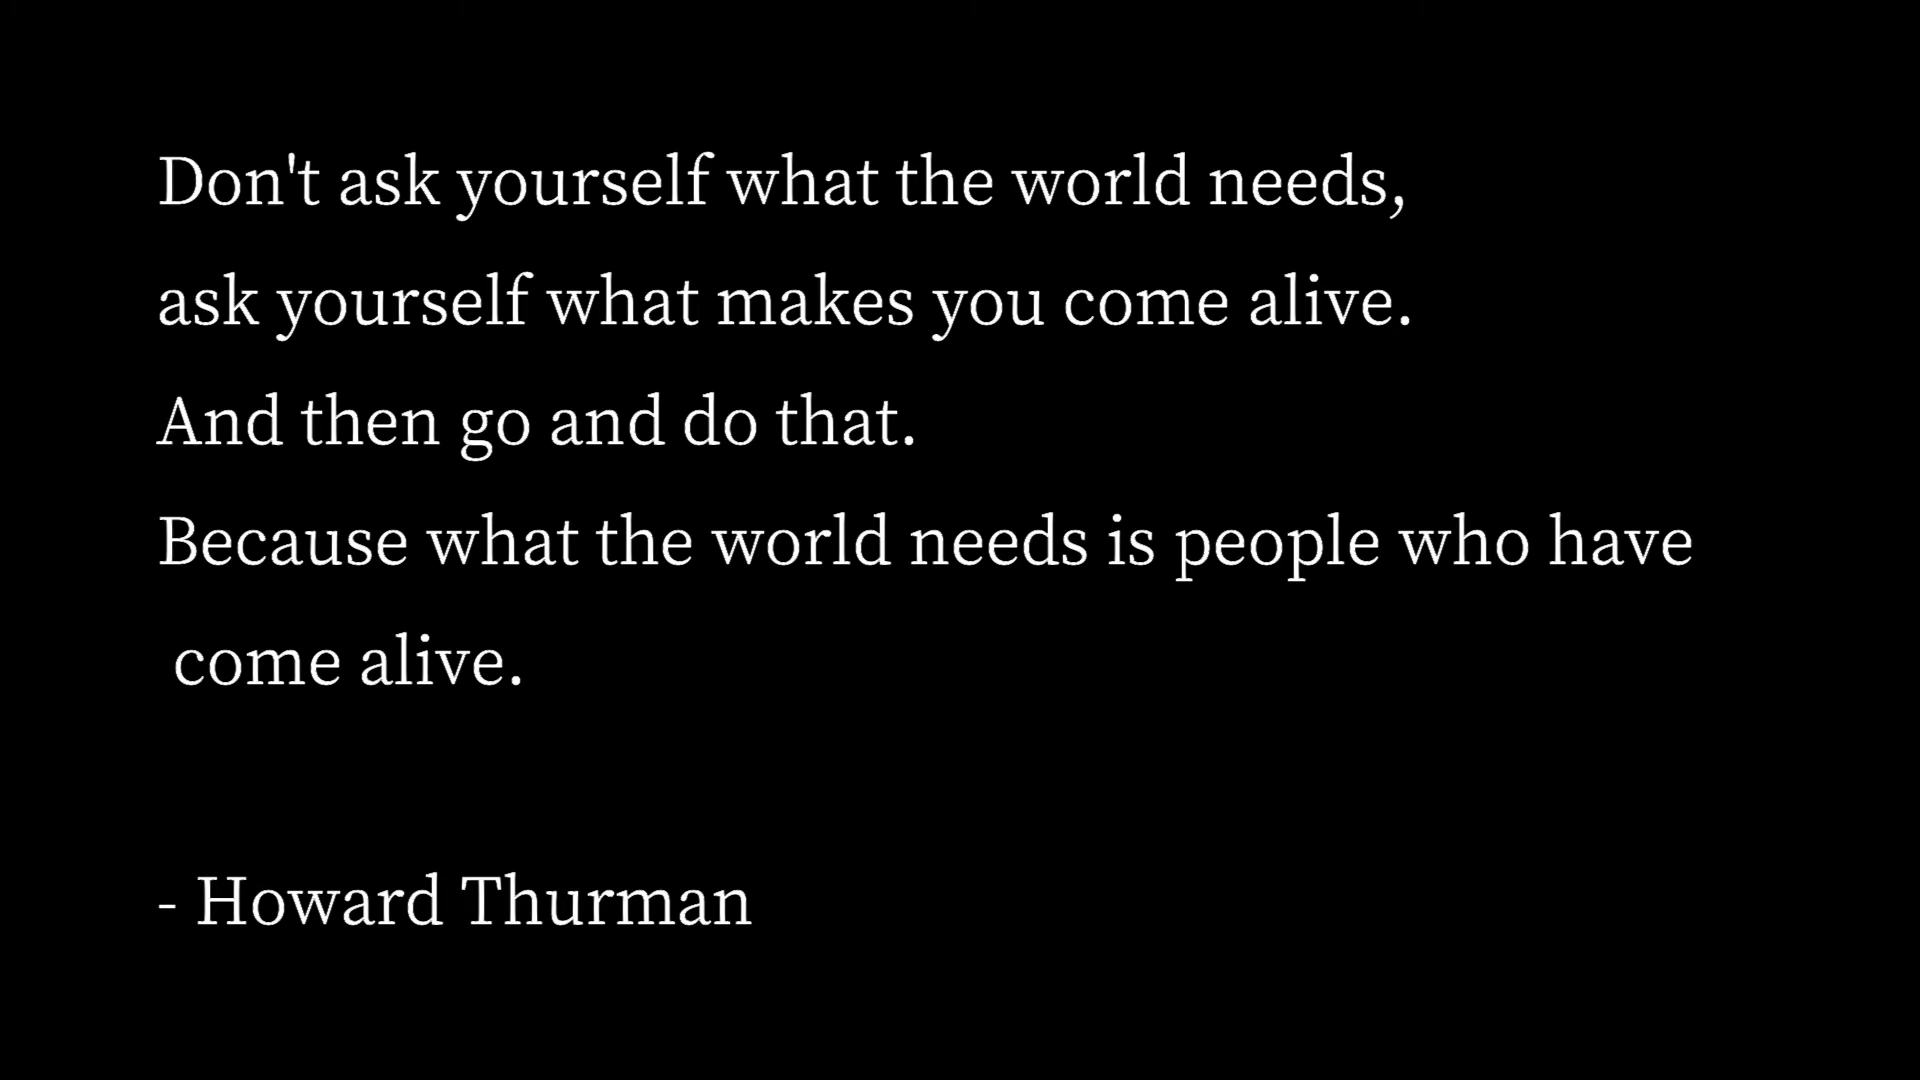 Don't ask yourself what the world needs,
ask yourself what makes you come alive.
And then go and do that.
Because what the world needs is people who have
come alive.
- Howard Thurman